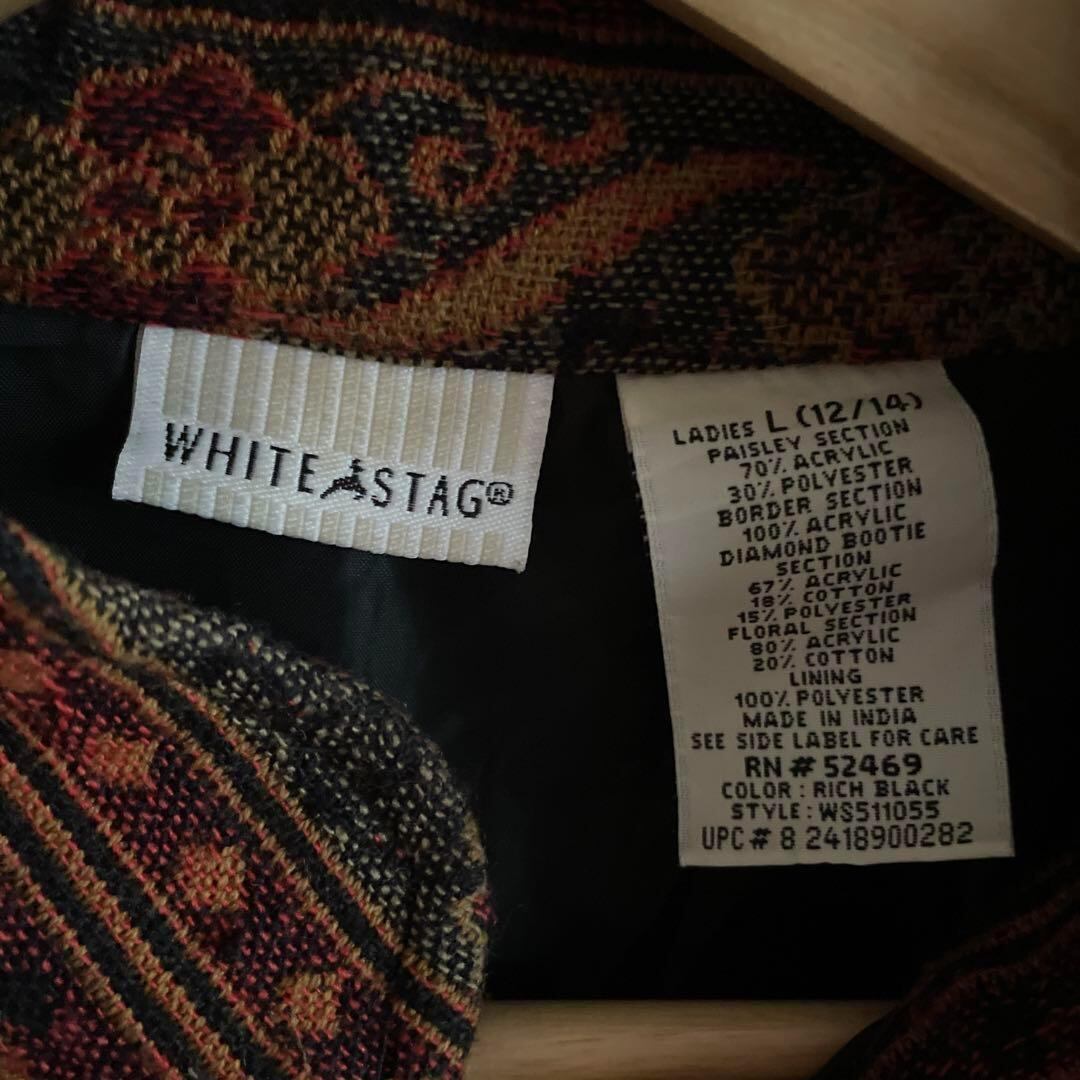 WHITE STAG®
LADIES L (12/14)
PAISLEY SECTION
70% ACRYLIC
30% POLYESTER
BORDER SECTION
100% ACRYLIC
DIAMOND BOOTIE
SECTION
67% ACRYLIC
18% COTTON
15% POLYESTER
FLORAL SECTION
80% ACRYLIC
20% COTTON
LINING
100% POLYESTER
MADE IN INDIA
SEE SIDE LABEL FOR CARE
RN # 52469
COLOR : RICH BLACK
STYLE : WS511055
UPC # 8 2418900282